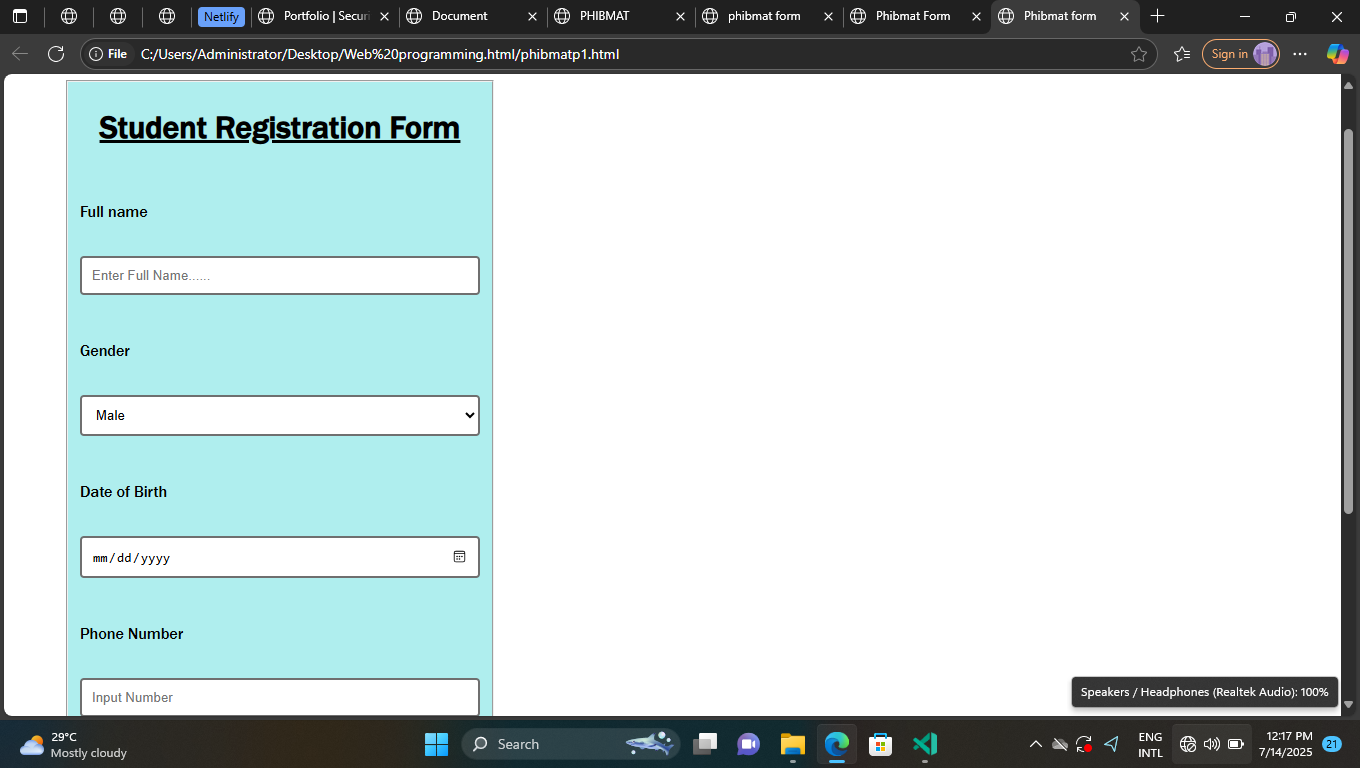 Netlify
Portfolio | Securi
Document
PHIBMAT
phibmat form
Phibmat Form
Phibmat form
File
C:/Users/Administrator/Desktop/Web%20programming.html/phibmatp1.html
Sign in
Student Registration Form
Full name
Enter Full Name......
Gender
Male
Date of Birth
mm/dd/yyyy
Phone Number
Input Number
Speakers / Headphones (Realtek Audio): 100%
29°C
Mostly cloudy
Search
ENG
INTL
12:17 PM
7/14/2025
21